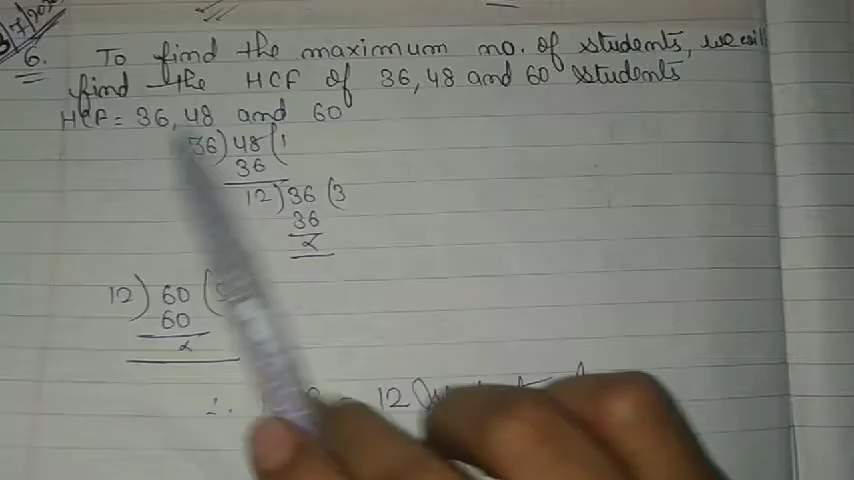 6. To find the maximum no. of students, we will
find the HCF of 36, 48 and 60 students
HCF = 36, 48 and 60
36) 48 (1
36
12) 36 (3
36
x
12) 60 (5
60
x
∴ 12